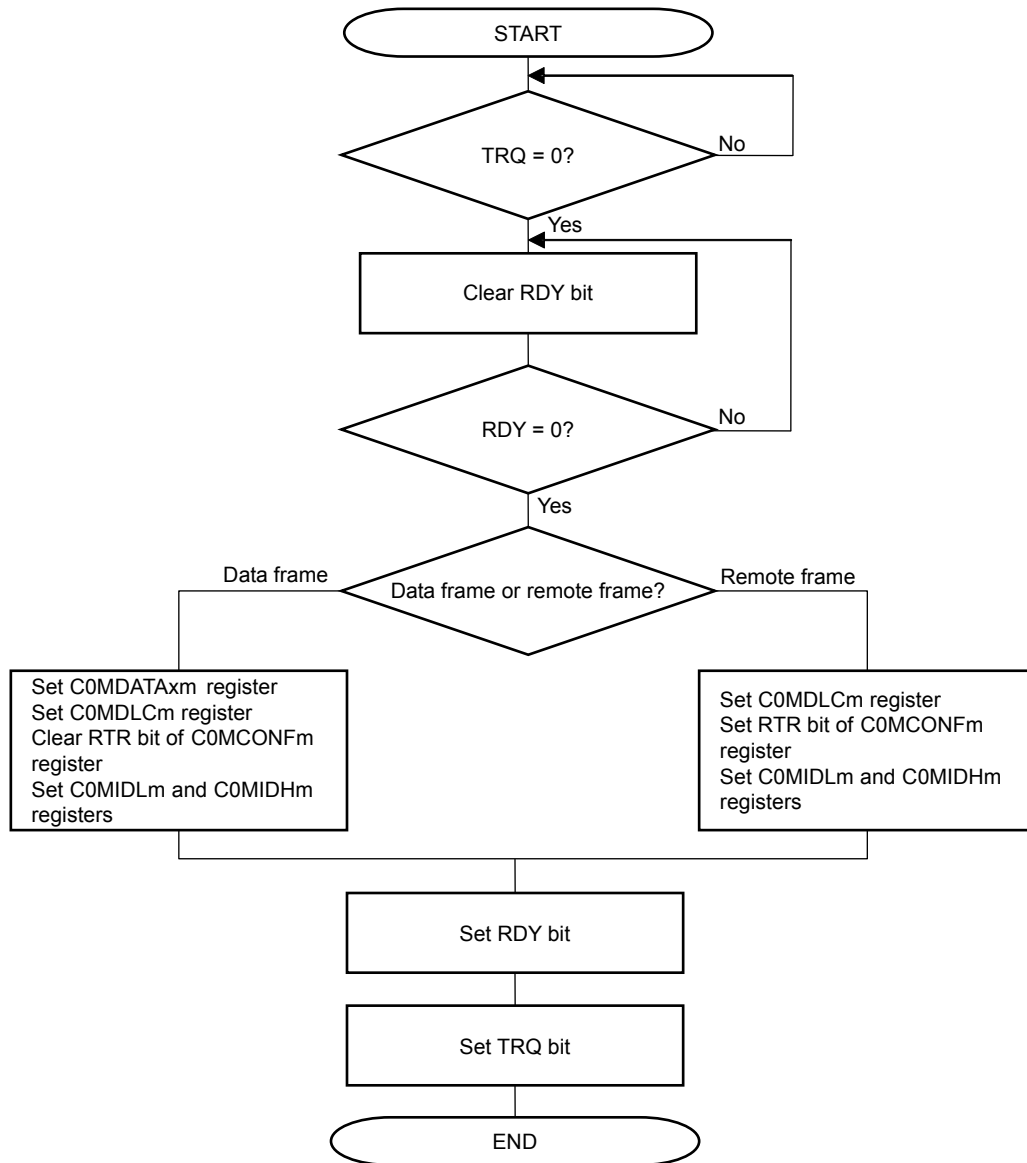 START
TRQ = 0?
No
Yes
Clear RDY bit
RDY = 0?
No
Yes
Data frame
Data frame or remote frame?
Remote frame
Set C0MDATAxm register
Set C0MDLCm register
Clear RTR bit of C0MCONFm
register
Set C0MIDLm and C0MIDHm
registers
Set C0MDLCm register
Set RTR bit of C0MCONFm
register
Set C0MIDLm and C0MIDHm
registers
Set RDY bit
Set TRQ bit
END